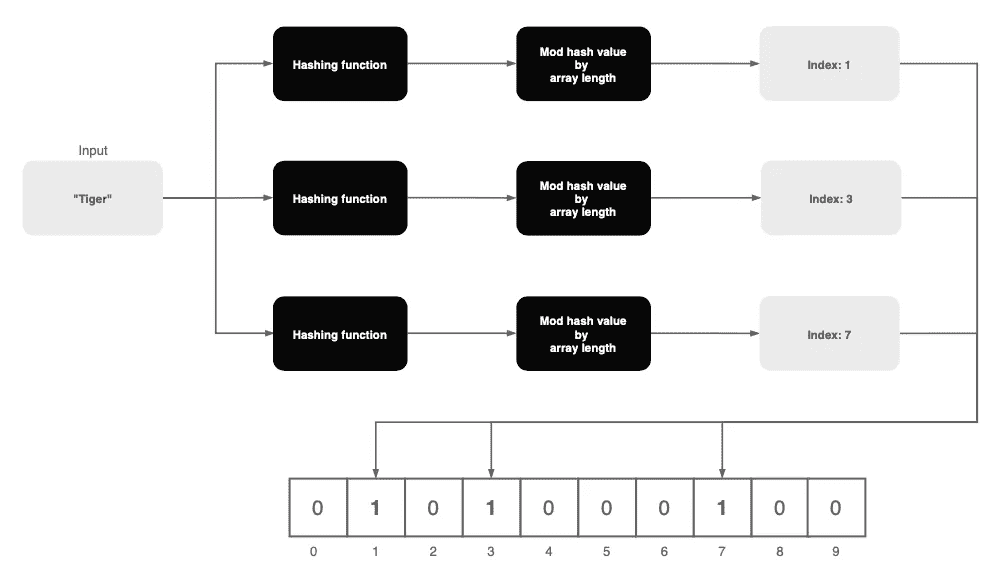 Input
"Tiger"
Hashing function
Mod hash value
by
array length
Index: 1
Hashing function
Mod hash value
by
array length
Index: 3
Hashing function
Mod hash value
by
array length
Index: 7
0 1 0 1 0 0 0 1 0 0
0 1 2 3 4 5 6 7 8 9